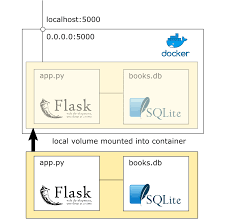 localhost:5000
0.0.0.0:5000
docker
app.py
books.db
Flask
SQLite
local volume mounted into container
app.py
books.db
Flask
SQLite